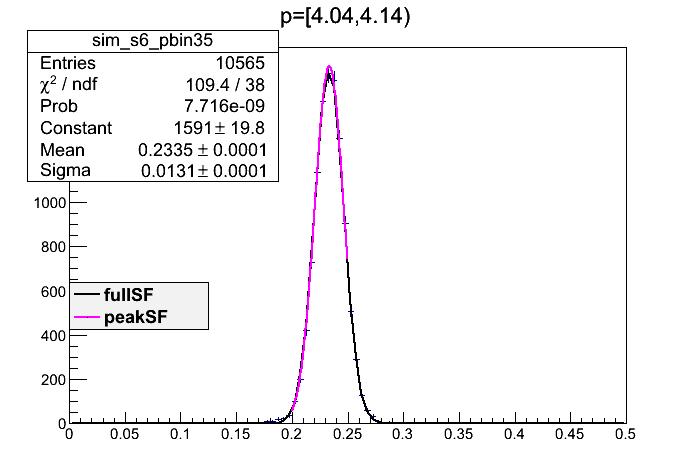 p=[4.04,4.14)
sim_s6_pbin35
Entries 10565
χ² / ndf 109.4 / 38
Prob 7.716e-09
Constant 1591 ± 19.8
Mean 0.2335 ± 0.0001
Sigma 0.0131 ± 0.0001
1000
800
600
fullSF
peakSF
400
200
0
0 0.05 0.1 0.15 0.2 0.25 0.3 0.35 0.4 0.45 0.5